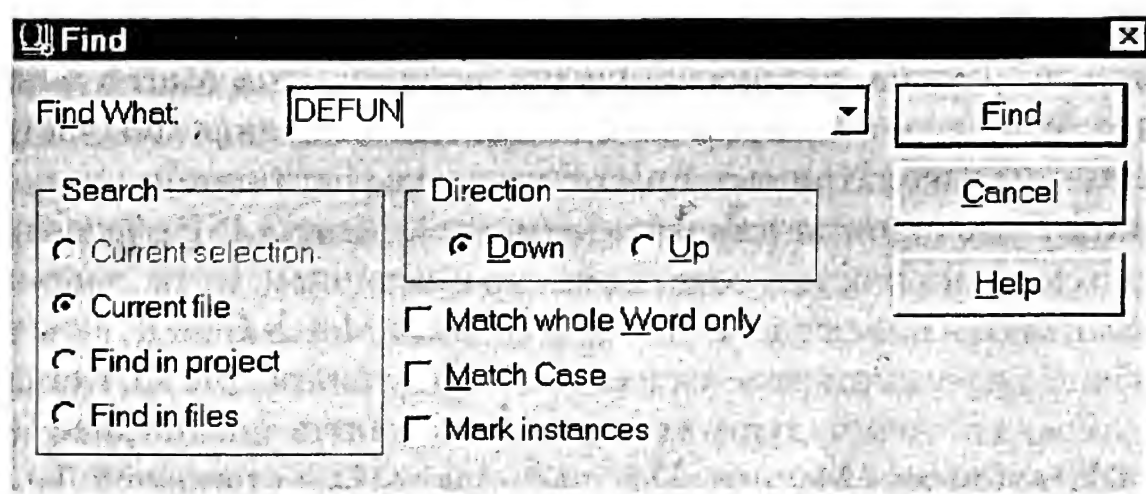 Find
Find What:
DEFUN
Find
Cancel
Help
Search
Current selection
Current file
Find in project
Find in files
Direction
Down
Up
Match whole Word only
Match Case
Mark instances